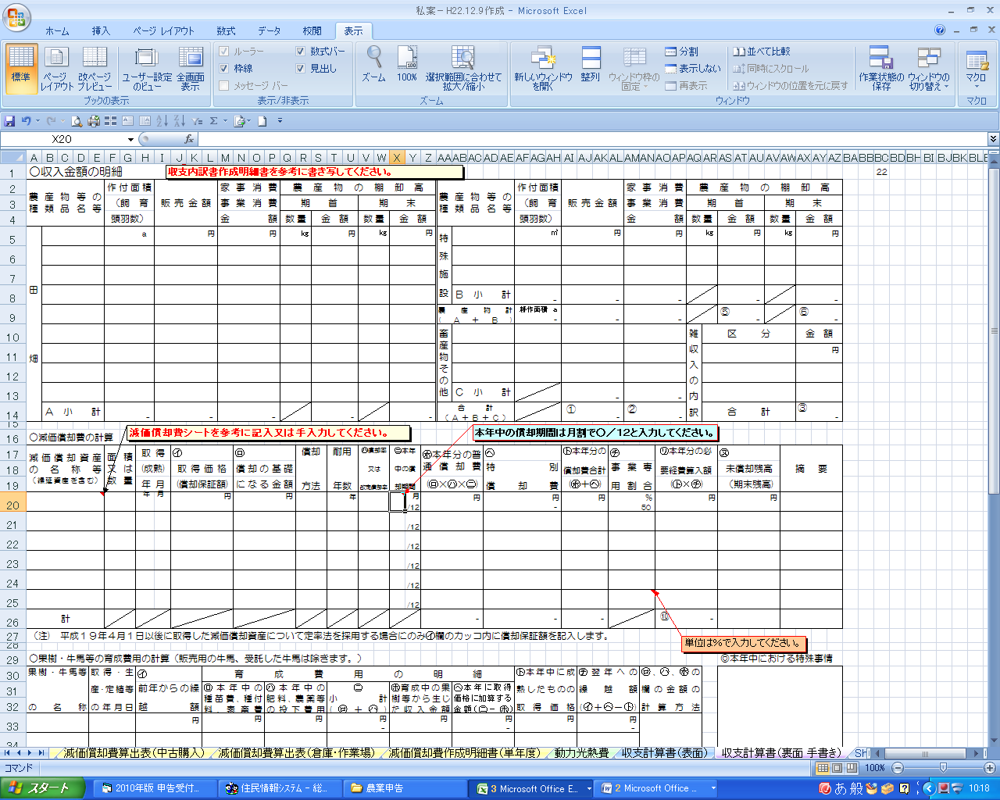 私案－H22.12.9作成 - Microsoft Excel
ホーム 挿入 ページ レイアウト 数式 データ 校閲 表示
標準 ページ レイアウト 改ページ プレビュー ユーザー設定 のビュー 全画面 表示
ブックの表示
ルーラー 数式バー
枠線 見出し
メッセージ バー
表示/非表示
ズーム 100% 選択範囲に合わせて 拡大/縮小
ズーム
新しいウィンドウ を開く 整列 ウィンドウ枠の 固定
分割 表示しない 再表示
並べて比較 同時にスクロール ウィンドウの位置を元に戻す
作業状態の 保存 ウィンドウの 切り替え
ウィンドウ
マクロ
マクロ
X20
fx
A B C D E F G H I J K L M N O P Q R S T U V W X Y Z AA AB AC AD AE AF AG AH AI AJ AK AL AM AN AO AP AQ AR AS AT AU AV AW AX AY AZ BA BB BC BD BH BI BJ BK BL
1 ○収入金額の明細 収支内訳書作成明細書を参考に書き写してください。 22
2 農産物等の 作付面積 家事消費 農産物の棚卸高 農産物等の 作付面積 家事消費 農産物の棚卸高
3 種類品名等 （飼育 販売金額 事業消費 期首 期末 種類品名等 （飼育 販売金額 事業消費 期首 期末
4 頭羽数） 金額 数量 金額 数量 金額 頭羽数） 金額 数量 金額 数量 金額
5 a 円 円 kg 円 kg 円 特 ㎡ 円 円 kg 円 kg 円
6 殊
7 施
8 田 設 B小計 - - - - -
9 農産物計 （A＋B） 耕作面積 a - - - ⑤ - ⑥ -
10 畜産物その他 雑収入の内訳 区分 金額
11 畑 円
12
13 C小計 - -
14 A小計 - - - - - 合計 （A＋B＋C） ① - ② - 合計 ③ -
15
16 ○減価償却費の計算 減価償却費シートを参考に記入又は手入力してください。 本年中の償却期間は月割で○／12と入力してください。
17 減価償却資産 面積 取得 ㋑ ㋺ 償却 耐用 ㋩償却率 ㊁本年 ㋭本年分の普 ㋬ ㋣本年分の ㋠ ㋷本年分の必 ㋦
18 の名称等 又は （成熟） 取得価格 償却の基礎 又は 中の償 通償却費 特別 償却費合計 事業専 要経費算入額 未償却残高 摘要
19 （繰延資産を含む） 数量 年月 （償却保証額） になる金額 方法 年数 改定償却率 却期間 （㋺×㋩×㊁） 償却費 （㋭＋㋬） 用割合 （㋣×㋠） （期末残高）
20 年 月 円 円 年 月 /12 円 - 円 円 - % 50 円 円
21 /12
22 /12
23 /12
24 /12
25 /12
26 計 - - - ⑩ -
27 （注） 平成１９年４月１日以後に取得した減価償却資産について定率法を採用する場合にのみ㋑欄のカッコ内に償却保証額を記入します。
単位は%で入力してください。
28
29 ○果樹・牛馬等の育成費用の計算（販売用の牛馬、受託した牛馬は除きます。） ◎本年中における特殊事情
30 果樹・牛馬等 取得・生 ㋑ 育成費用の明細 ㋣本年中に成 ㋠翌年への ㋺、㋩、㋭の
31 産・定植等 前年からの繰 ㋺本年中の 種苗費、種付 料、素畜費 ㋩本年中の 肥料、農薬等 の投下費用 ㊁ 小計 （㋺＋㋩） ㋭育成中の果 樹等から生じ た収入金額 ㋬本年に取得 価格に加算する 金額（㊁－㋭） 熟したものの 繰越額 欄の金額の
32 の名称 の年月日 越額 取得価格 （㋑＋㋬－㋣） 計算方法
33 円 円 円 円 - 円 円 - 円 円 -
34
減価償却費算出表（中古購入） 減価償却費算出表（倉庫・作業場） 減価償却費作成明細書（単年度） 動力光熱費 収支計算書（表面） 収支計算書（裏面 手書き） Sh
コマンド 100%
スタート 2010年版 申告受付... 住民情報システム - 総... 農業申告 3 Microsoft Office E... 2 Microsoft Office ... あ 般 10:18